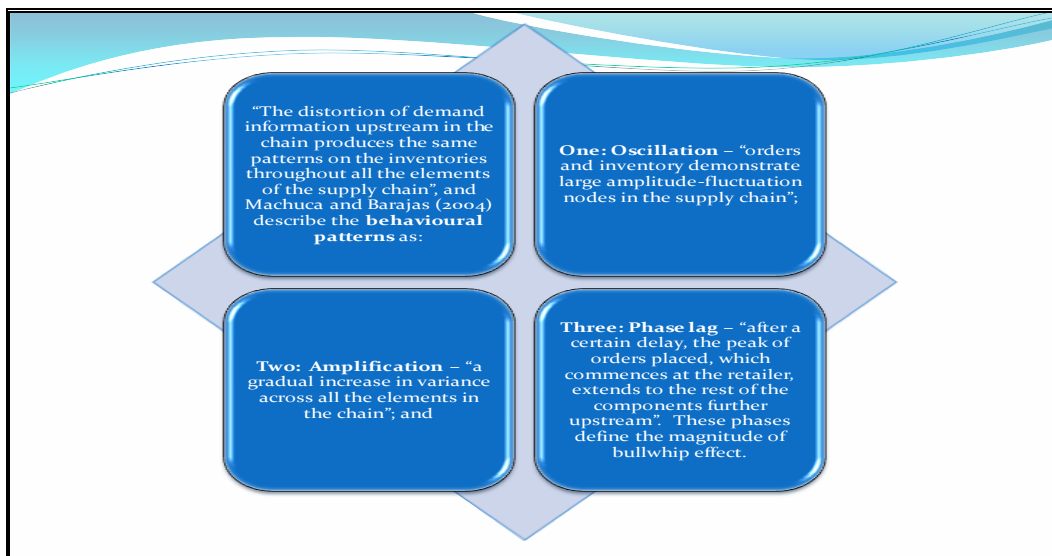 “The distortion of demand
information upstream in the
chain produces the same
patterns on the inventories
throughout all the elements
of the supply chain”, and
Machuca and Barajas (2004)
describe the behavioural
patterns as:
One: Oscillation – “orders
and inventory demonstrate
large amplitude-fluctuation
nodes in the supply chain”;
Two: Amplification – “a
gradual increase in variance
across all the elements in
the chain”; and
Three: Phase lag – “after a
certain delay, the peak of
orders placed, which
commences at the retailer,
extends to the rest of the
components further
upstream”. These phases
define the magnitude of
bullwhip effect.